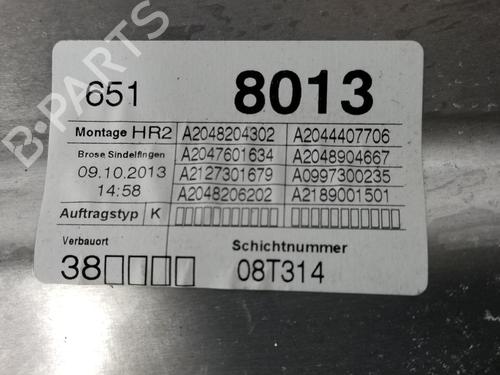 651 8013
Montage HR2 A2048204302 A2044407706
Brose Sindelfingen A2047601634 A2048904667
09.10.2013 A2127301679 A0997300235
14:58 A2048206202 A2189001501
Auftragstyp K ▯▯▯▯▯▯▯▯▯▯▯ ▯▯▯▯▯▯▯▯▯▯▯
Verbauort Schichtnummer
38▯▯▯▯ 08T314
B-PARTS